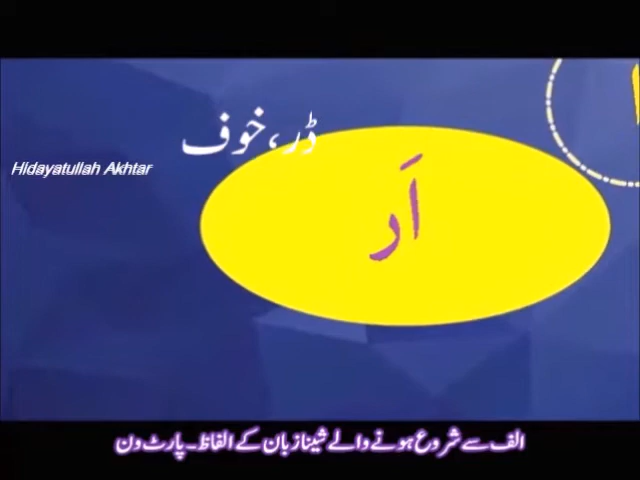 ڈر، خوف
Hidayatullah Akhtar
اَر
الف سے شروع ہونے والے شینا زبان کے الفاظ۔ پارٹ ون